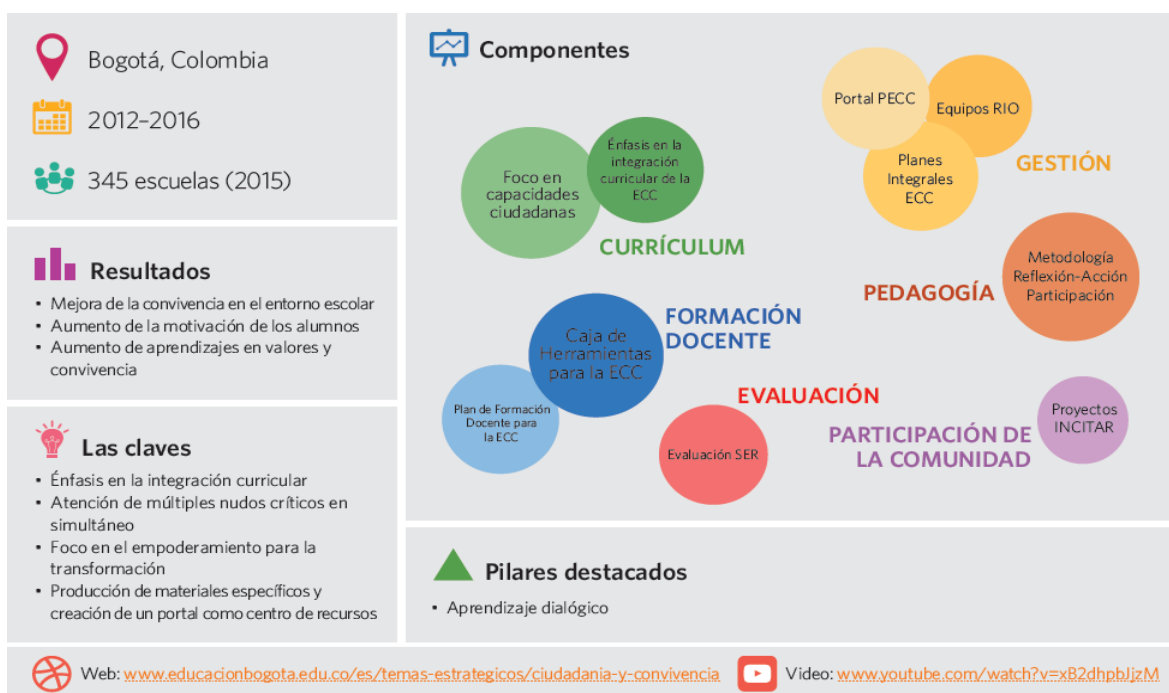 Bogotá, Colombia
2012–2016
345 escuelas (2015)
Resultados
• Mejora de la convivencia en el entorno escolar
• Aumento de la motivación de los alumnos
• Aumento de aprendizajes en valores y
convivencia
Las claves
• Énfasis en la integración curricular
• Atención de múltiples nudos críticos en
simultáneo
• Foco en el empoderamiento para la
transformación
• Producción de materiales específicos y
creación de un portal como centro de recursos
Componentes
Foco en
capacidades
ciudadanas
Énfasis en la
integración
curricular de la
ECC
CURRÍCULUM
Portal PECC
Equipos RIO
Planes
Integrales
ECC
GESTIÓN
Metodología
Reflexión-Acción
Participación
PEDAGOGÍA
Caja de
Herramientas
para la ECC
FORMACIÓN
DOCENTE
Plan de Formación
Docente para
la ECC
EVALUACIÓN
Evaluación SER
Proyectos
INCITAR
PARTICIPACIÓN DE
LA COMUNIDAD
Pilares destacados
• Aprendizaje dialógico
Web: www.educacionbogota.edu.co/es/temas-estrategicos/ciudadania-y-convivencia
Video: www.youtube.com/watch?v=xB2dhpbJjzM